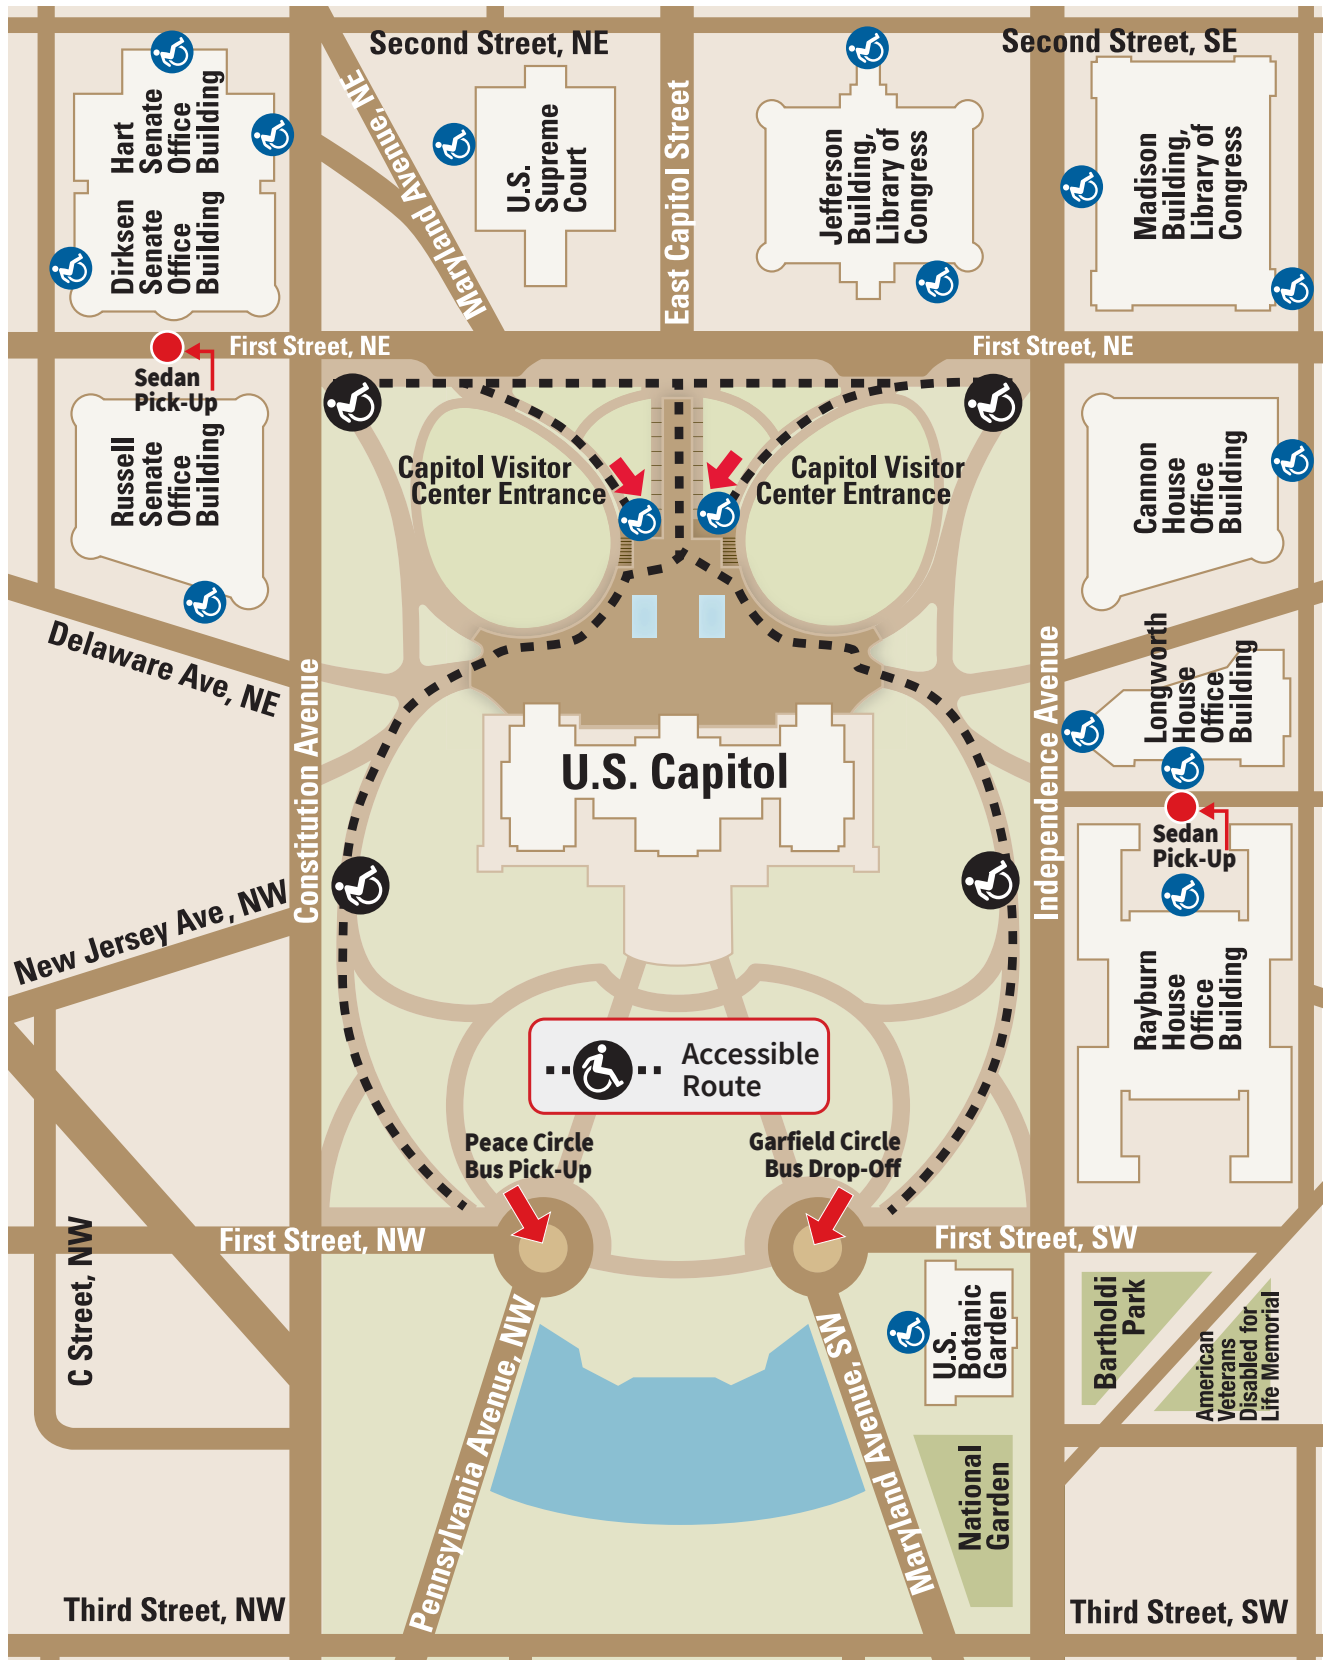 Second Street, NE
Second Street, SE
Maryland Avenue, NE
East Capitol Street
Hart
Senate
Office
Building
Dirksen
Senate
Office
Building
U.S.
Supreme
Court
Jefferson
Building,
Library of
Congress
Madison
Building,
Library of
Congress
First Street, NE
First Street, NE
Sedan
Pick-Up
Russell
Senate
Office
Building
Capitol Visitor
Center Entrance
Capitol Visitor
Center Entrance
Cannon
House
Office
Building
Delaware Ave, NE
Constitution Avenue
Independence Avenue
Longworth
House
Office
Building
U.S. Capitol
Sedan
Pick-Up
New Jersey Ave, NW
Rayburn
House
Office
Building
Accessible
Route
Peace Circle
Bus Pick-Up
Garfield Circle
Bus Drop-Off
First Street, NW
First Street, SW
C Street, NW
Pennsylvania Avenue, NW
Maryland Avenue, SW
U.S.
Botanic
Garden
Bartholdi
Park
American
Veterans
Disabled for
Life Memorial
National
Garden
Third Street, NW
Third Street, SW